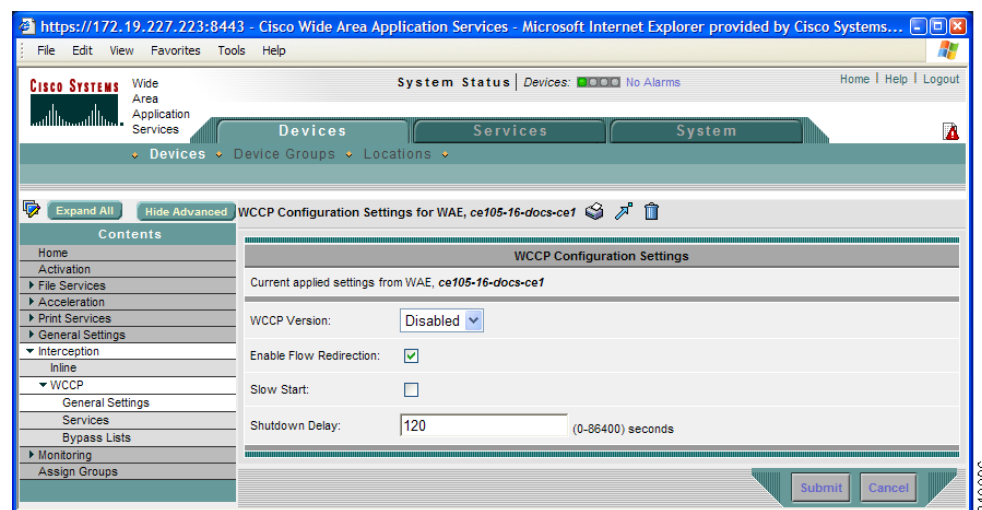 https://172.19.227.223:8443 - Cisco Wide Area Application Services - Microsoft Internet Explorer provided by Cisco Systems...
File Edit View Favorites Tools Help
CISCO SYSTEMS
Wide
Area
Application
Services
System Status | Devices: No Alarms
Home | Help | Logout
Devices Services System
Devices Device Groups Locations
Expand All Hide Advanced
WCCP Configuration Settings for WAE, ce105-16-docs-ce1
Contents
Home
Activation
File Services
Acceleration
Print Services
General Settings
Interception
Inline
WCCP
General Settings
Services
Bypass Lists
Monitoring
Assign Groups
WCCP Configuration Settings
Current applied settings from WAE, ce105-16-docs-ce1
WCCP Version: Disabled
Enable Flow Redirection:
Slow Start:
Shutdown Delay: 120 (0-86400) seconds
Submit Cancel